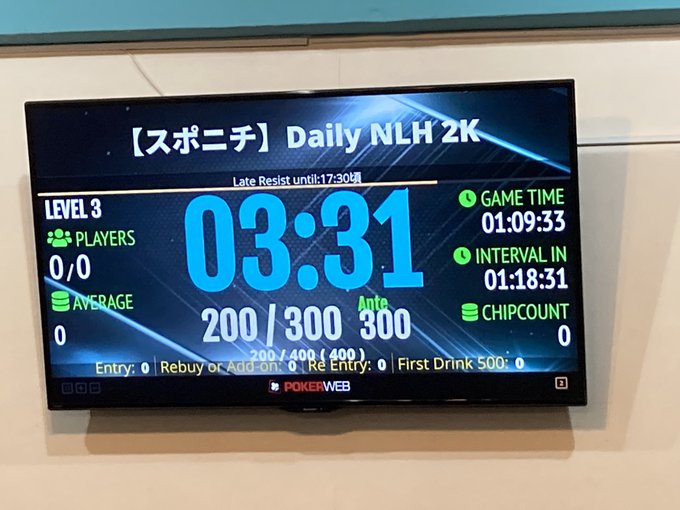 【スポニチ】Daily NLH 2K
Late Resist until:17:30頃
LEVEL 3
PLAYERS
0/0
AVERAGE
0
03:31
Ante
200 / 300 300
200 / 400 ( 400 )
GAME TIME
01:09:33
INTERVAL IN
01:18:31
CHIPCOUNT
0
Entry: 0 Rebuy or Add-on: 0 Re Entry: 0 First Drink 500: 0
POKERWEB
2